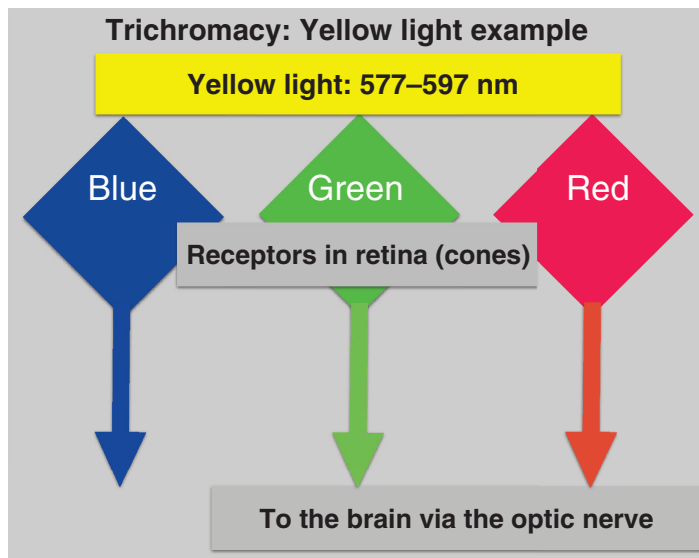 Trichromacy: Yellow light example
Yellow light: 577–597 nm
Blue
Green
Red
Receptors in retina (cones)
To the brain via the optic nerve